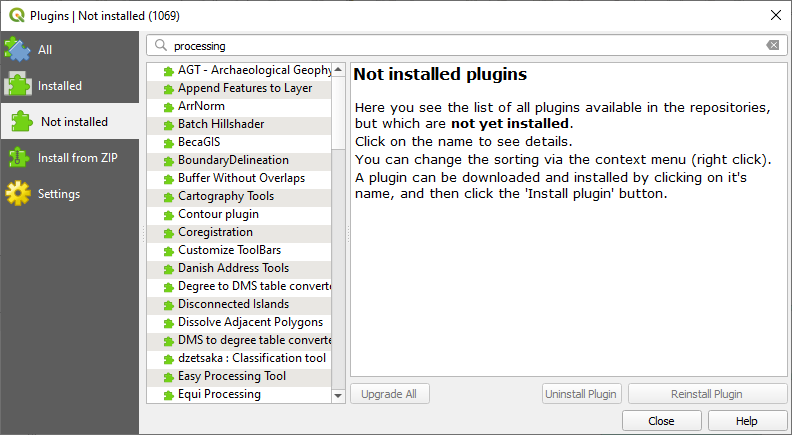 Plugins | Not installed (1069)
All
Installed
Not installed
Install from ZIP
Settings
processing
AGT - Archaeological Geophy
Append Features to Layer
ArrNorm
Batch Hillshader
BecaGIS
BoundaryDelineation
Buffer Without Overlaps
Cartography Tools
Contour plugin
Coregistration
Customize ToolBars
Danish Address Tools
Degree to DMS table converte
Disconnected Islands
Dissolve Adjacent Polygons
DMS to degree table converte
dzetsaka : Classification tool
Easy Processing Tool
Equi Processing
Not installed plugins
Here you see the list of all plugins available in the repositories,
but which are not yet installed.
Click on the name to see details.
You can change the sorting via the context menu (right click).
A plugin can be downloaded and installed by clicking on it's
name, and then click the 'Install plugin' button.
Upgrade All
Uninstall Plugin
Reinstall Plugin
Close
Help